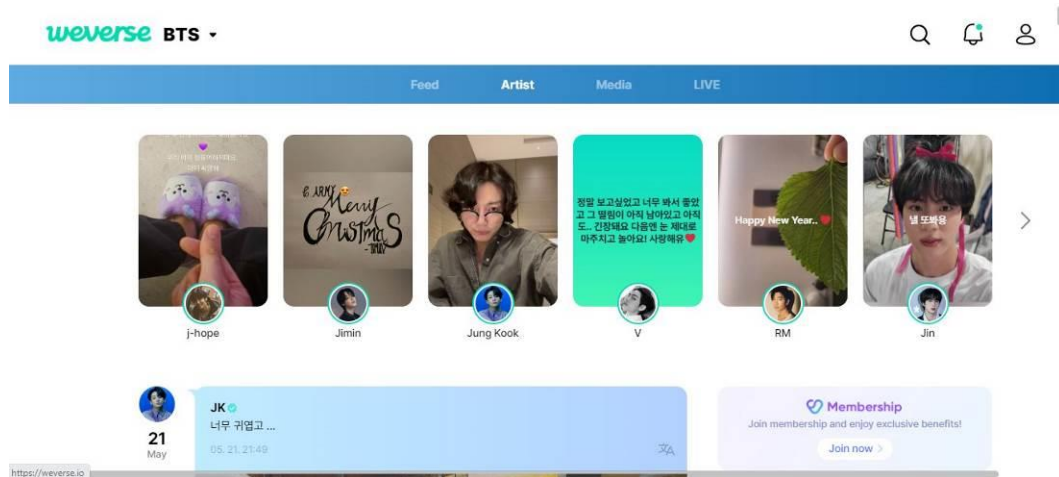 weverse BTS
Feed Artist Media LIVE
B. ARMY
Merry
Christmas
정말 보고싶었고 너무 봐서 좋았
고 그 떨림이 아직 남아있고 아직
도... 긴장돼요 다음엔 눈 제대로
마주치고 놀아요! 사랑해유❤️
Happy New Year.. ❤️
낼 또봐용
j-hope
Jimin
Jung Kook
V
RM
Jin
21
May
JK
너무 귀엽고 ...
05. 21. 21:49
Membership
Join membership and enjoy exclusive benefits!
Join now >
https://weverse.io